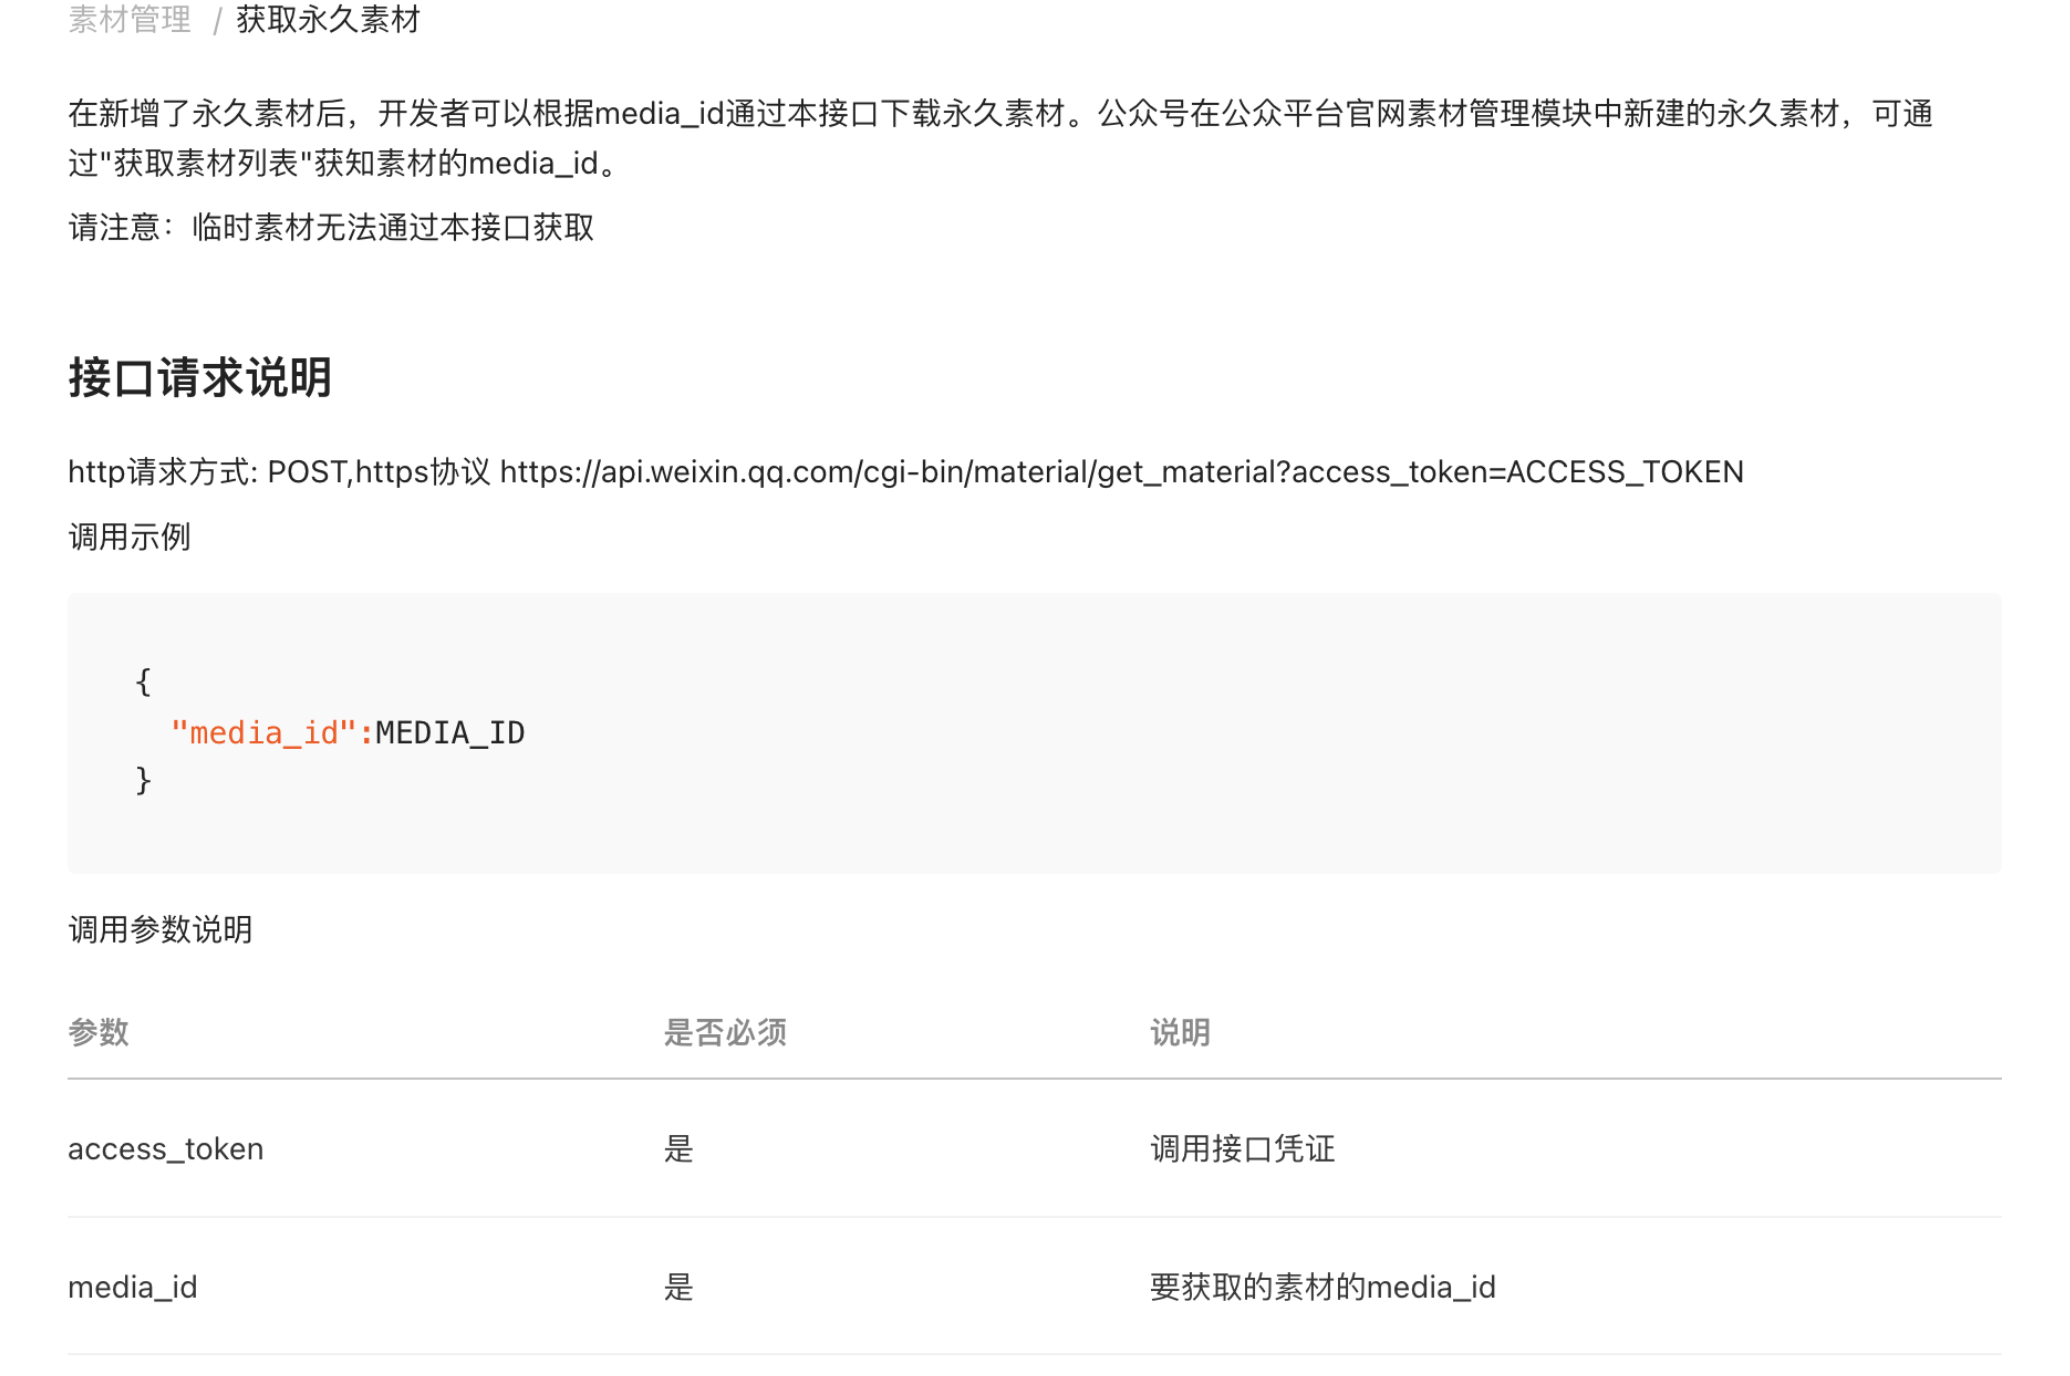 素材管理 / 获取永久素材
在新增了永久素材后，开发者可以根据media_id通过本接口下载永久素材。公众号在公众平台官网素材管理模块中新建的永久素材，可通
过"获取素材列表"获知素材的media_id。
请注意：临时素材无法通过本接口获取
接口请求说明
http请求方式: POST,https协议 https://api.weixin.qq.com/cgi-bin/material/get_material?access_token=ACCESS_TOKEN
调用示例
{
"media_id":MEDIA_ID
}
调用参数说明
参数 是否必须 说明
access_token 是 调用接口凭证
media_id 是 要获取的素材的media_id